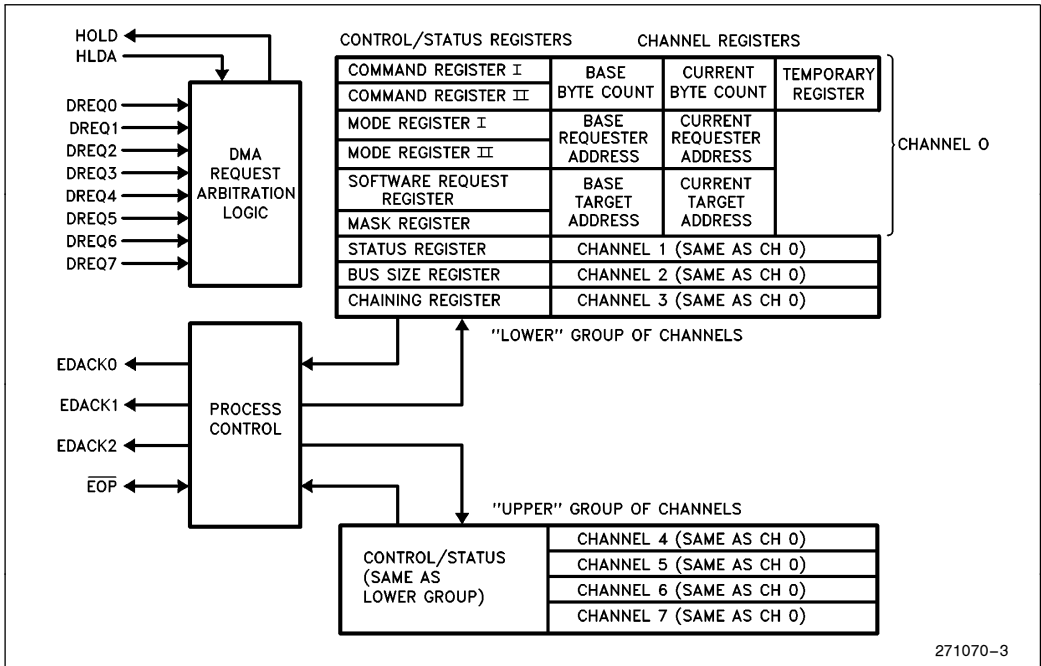 HOLD
HLDA
DREQ0
DREQ1
DREQ2
DREQ3
DREQ4
DREQ5
DREQ6
DREQ7
DMA
REQUEST
ARBITRATION
LOGIC
CONTROL/STATUS REGISTERS
CHANNEL REGISTERS
COMMAND REGISTER I
COMMAND REGISTER II
MODE REGISTER I
MODE REGISTER II
SOFTWARE REQUEST
REGISTER
MASK REGISTER
STATUS REGISTER
BUS SIZE REGISTER
CHAINING REGISTER
BASE
BYTE COUNT
CURRENT
BYTE COUNT
TEMPORARY
REGISTER
BASE
REQUESTER
ADDRESS
CURRENT
REQUESTER
ADDRESS
BASE
TARGET
ADDRESS
CURRENT
TARGET
ADDRESS
CHANNEL 0
CHANNEL 1 (SAME AS CH 0)
CHANNEL 2 (SAME AS CH 0)
CHANNEL 3 (SAME AS CH 0)
"LOWER" GROUP OF CHANNELS
EDACK0
EDACK1
EDACK2
EOP
PROCESS
CONTROL
"UPPER" GROUP OF CHANNELS
CONTROL/STATUS
(SAME AS
LOWER GROUP)
CHANNEL 4 (SAME AS CH 0)
CHANNEL 5 (SAME AS CH 0)
CHANNEL 6 (SAME AS CH 0)
CHANNEL 7 (SAME AS CH 0)
271070-3